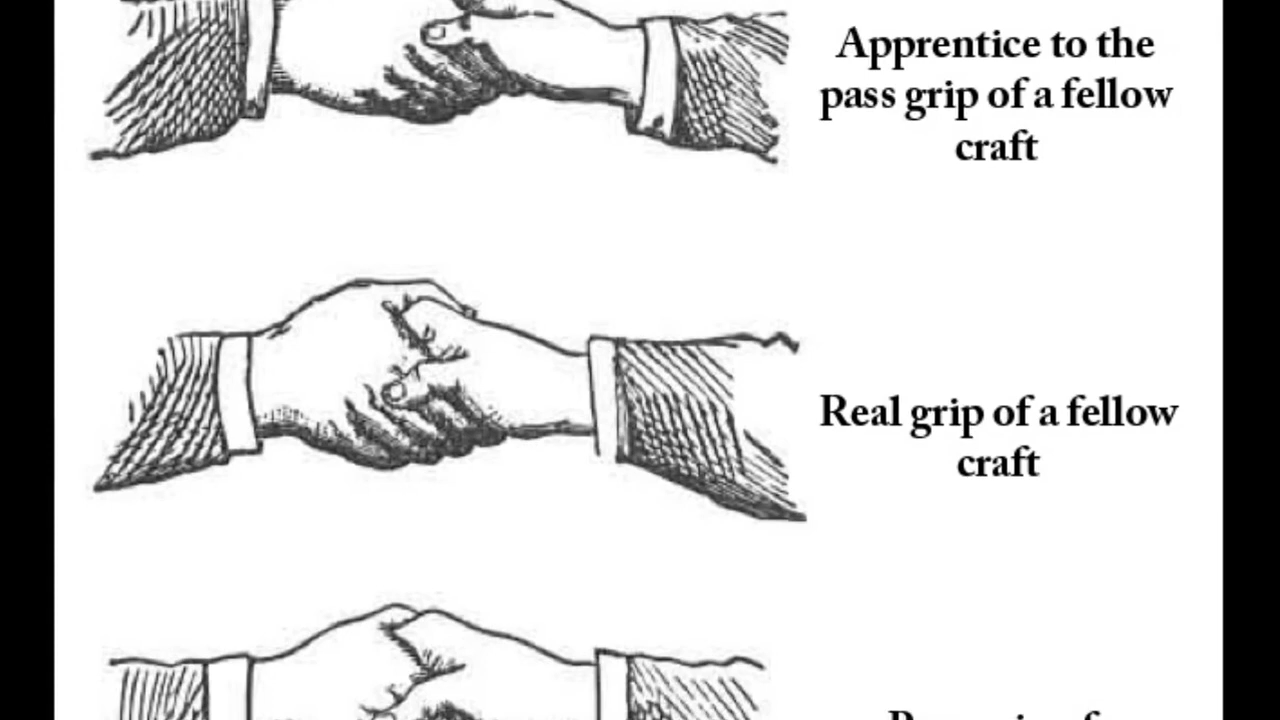 Apprentice to the
pass grip of a fellow
craft
Real grip of a fellow
craft